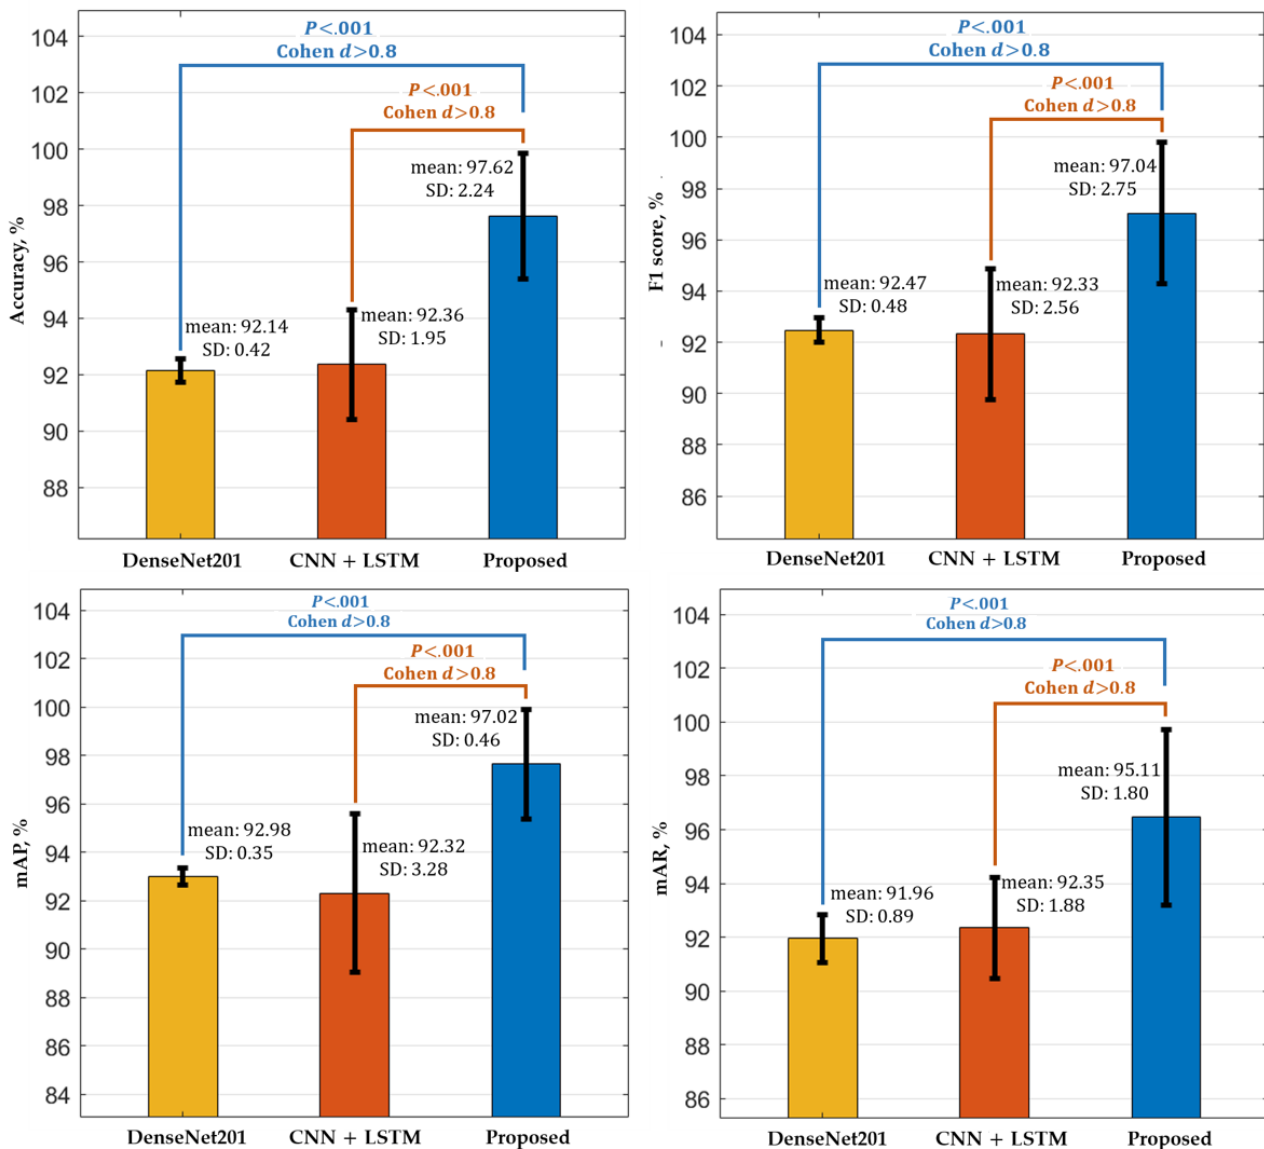 P<.001
Cohen d>0.8
P<.001
Cohen d>0.8
mean: 97.62
SD: 2.24
mean: 92.36
SD: 1.95
mean: 92.14
SD: 0.42
104
102
100
98
96
94
92
90
88
Accuracy, %
DenseNet201
CNN + LSTM
Proposed
P<.001
Cohen d>0.8
P<.001
Cohen d>0.8
mean: 97.04
SD: 2.75
mean: 92.47
SD: 0.48
mean: 92.33
SD: 2.56
104
102
100
98
96
94
92
90
88
86
F1 score, %
DenseNet201
CNN + LSTM
Proposed
P<.001
Cohen d>0.8
P<.001
Cohen d>0.8
mean: 97.02
SD: 0.46
mean: 92.98
SD: 0.35
mean: 92.32
SD: 3.28
104
102
100
98
96
94
92
90
88
86
84
mAP, %
DenseNet201
CNN + LSTM
Proposed
P<.001
Cohen d>0.8
P<.001
Cohen d>0.8
mean: 95.11
SD: 1.80
mean: 91.96
SD: 0.89
mean: 92.35
SD: 1.88
104
102
100
98
96
94
92
90
88
86
mAR, %
DenseNet201
CNN + LSTM
Proposed